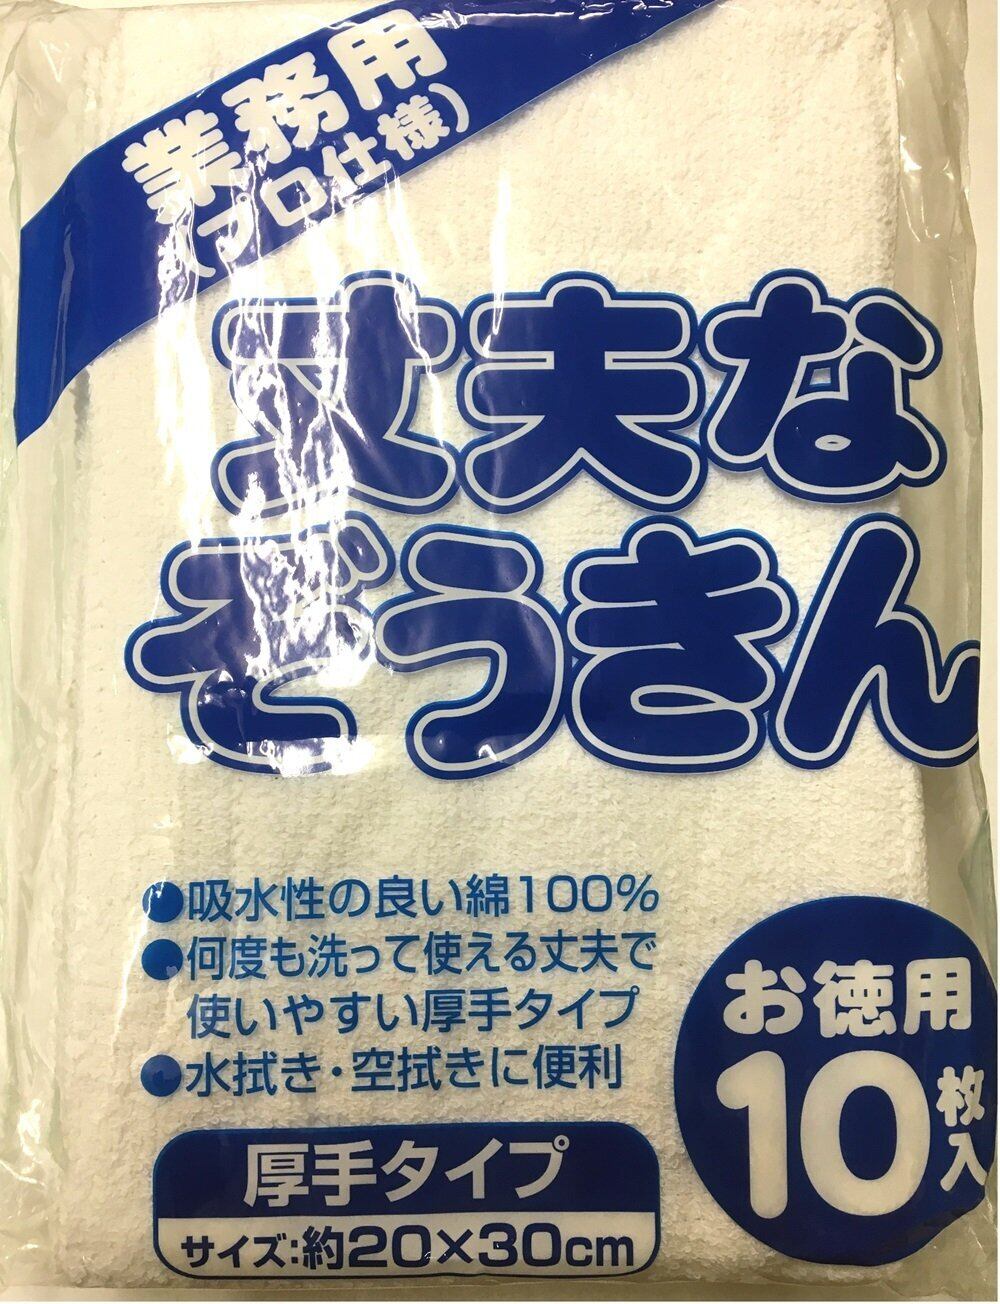 業務用
(プロ仕様)
丈夫な
ぞうきん
●吸水性の良い綿100%
●何度も洗って使える丈夫で
使いやすい厚手タイプ
●水拭き・空拭きに便利
お徳用
10枚入
厚手タイプ
サイズ:約20×30cm